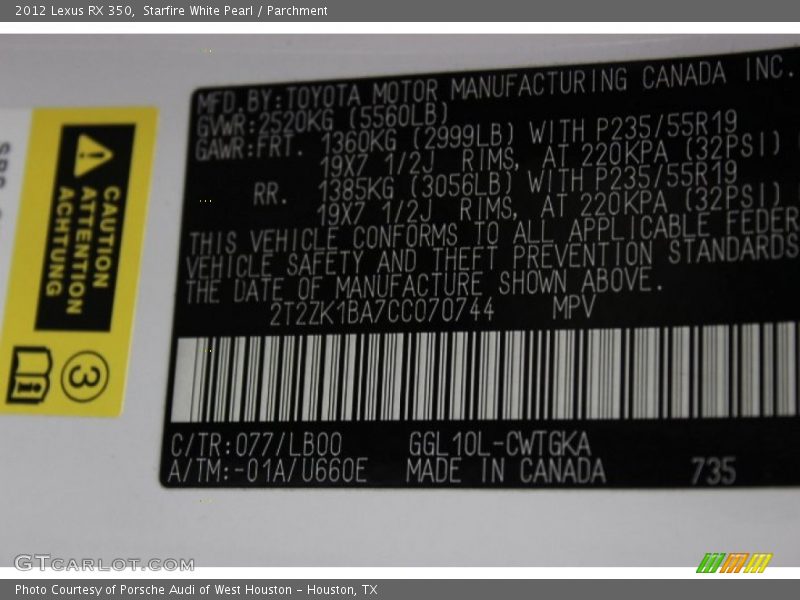 2012 Lexus RX 350,  Starfire White Pearl / Parchment
MFD.BY:TOYOTA MOTOR MANUFACTURING CANADA INC.
GVWR:2520KG (5560LB)
GAWR:FRT. 1360KG (2999LB) WITH P235/55R19
19X7 1/2J RIMS, AT 220KPA (32PSI)
RR. 1385KG (3056LB) WITH P235/55R19
19X7 1/2J RIMS, AT 220KPA (32PSI)
THIS VEHICLE CONFORMS TO ALL APPLICABLE FEDER
VEHICLE SAFETY AND THEFT PREVENTION STANDARDS
THE DATE OF MANUFACTURE SHOWN ABOVE.
2T2ZK1BA7CC070744 MPV
C/TR:077/LB00 GGL10L-CWTGKA
A/TM:-01A/U660E MADE IN CANADA 735
CAUTION
ATTENTION
ACHTUNG
3
GTCARLOT.COM
Photo Courtesy of Porsche Audi of West Houston - Houston, TX